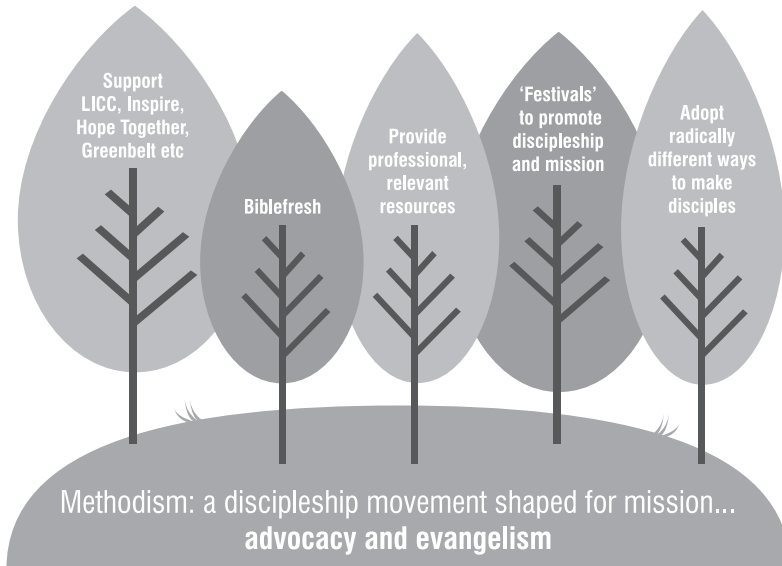 Support
LICC, Inspire,
Hope Together,
Greenbelt etc
Biblefresh
Provide
professional,
relevant
resources
‘Festivals’
to promote
discipleship
and mission
Adopt
radically
different ways
to make
disciples
Methodism: a discipleship movement shaped for mission...
advocacy and evangelism